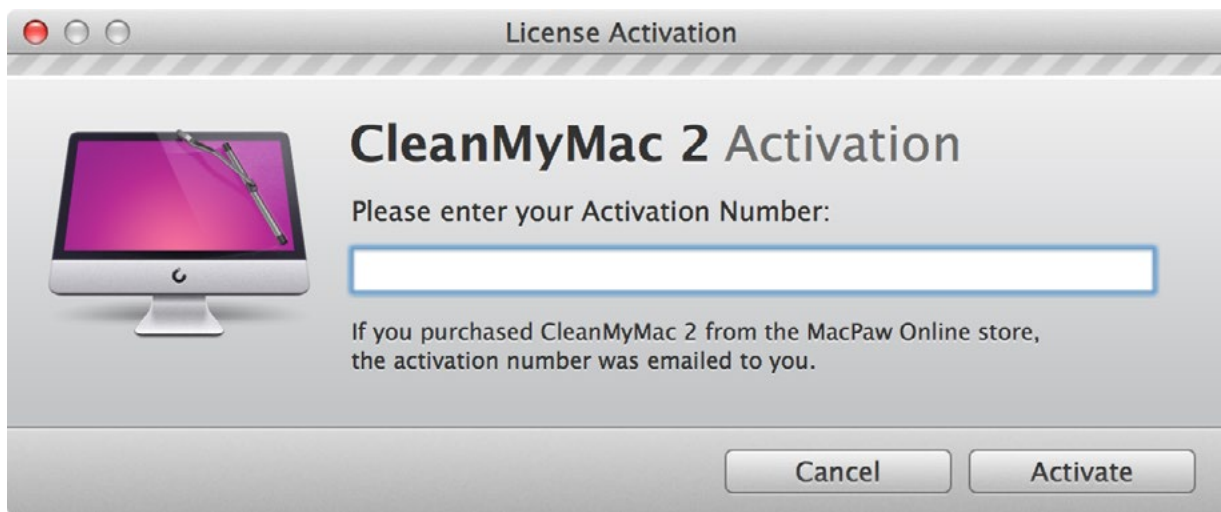 License Activation
CleanMyMac 2 Activation
Please enter your Activation Number:
If you purchased CleanMyMac 2 from the MacPaw Online store,
the activation number was emailed to you.
Cancel Activate